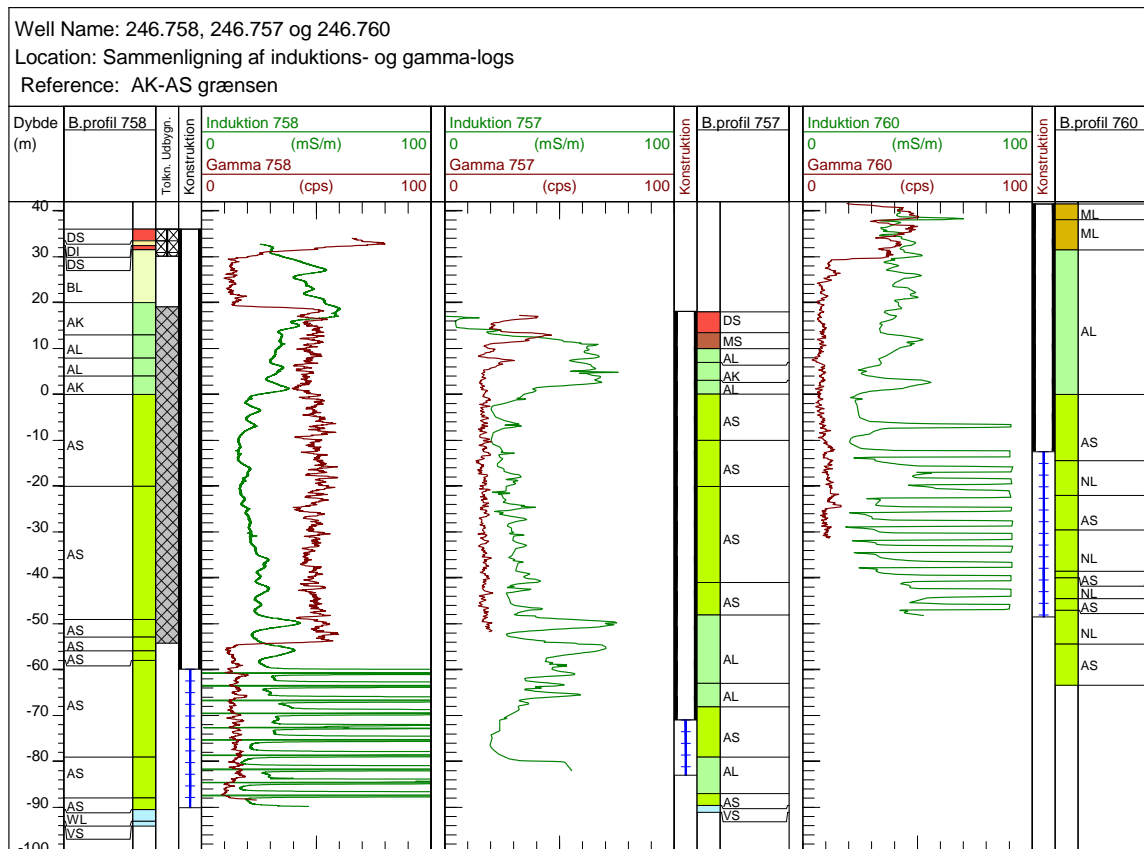 Well Name: 246.758, 246.757 og 246.760
Location: Sammenligning af induktions- og gamma-logs
Reference: AK-AS grænsen
Dybde
(m)
B.profil 758
Tolkn. Udbygn.
Konstruktion
Induktion 758
0 (mS/m) 100
Gamma 758
0 (cps) 100
Induktion 757
0 (mS/m) 100
Gamma 757
0 (cps) 100
Konstruktion
B.profil 757
Induktion 760
0 (mS/m) 100
Gamma 760
0 (cps) 100
Konstruktion
B.profil 760
40
30
20
10
0
-10
-20
-30
-40
-50
-60
-70
-80
-90
-100
DS
DI
DS
BL
AK
AL
AL
AK
AS
AS
AS
AS
AS
AS
AS
AS
WL
VS
DS
MS
AL
AK
AL
AS
AS
AS
AS
AL
AL
AS
AL
AS
VS
ML
ML
AL
AS
NL
AS
NL
AS
NL
AS
NL
AS